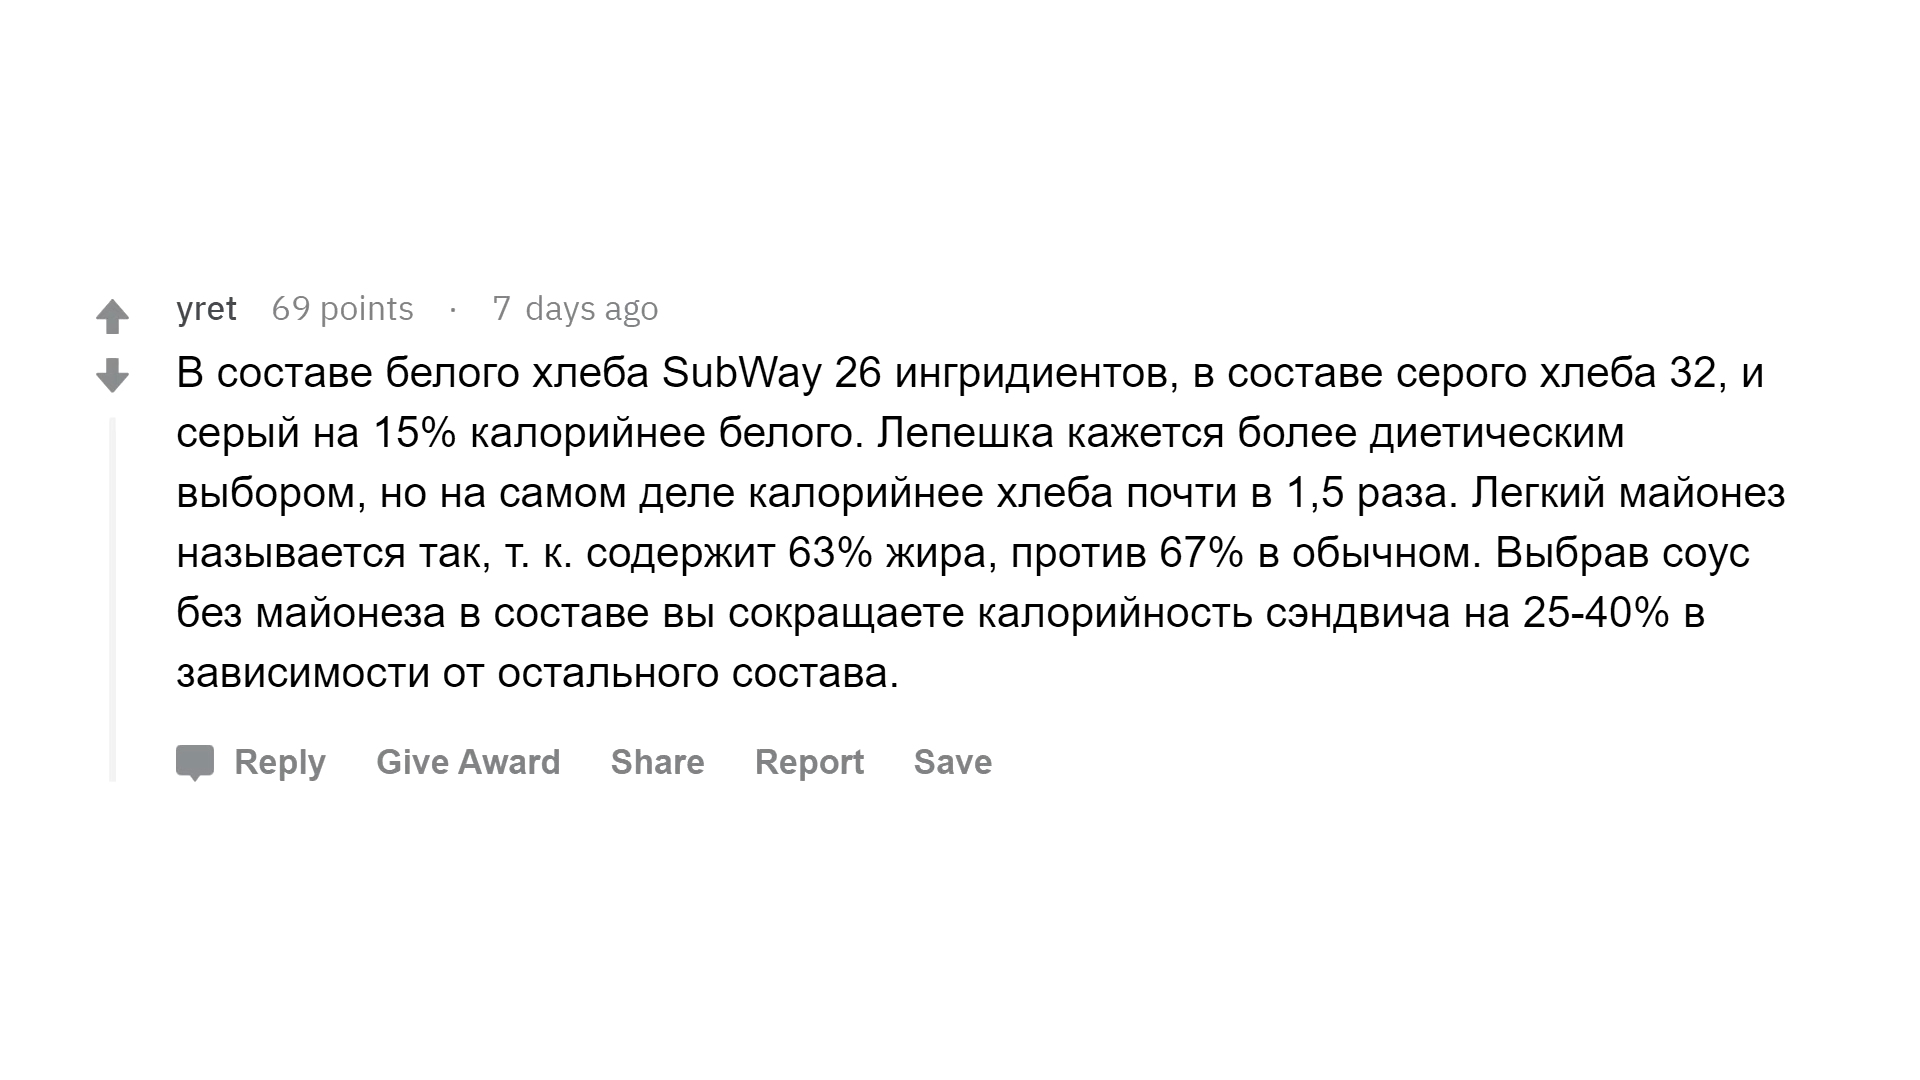 yret 69 points · 7 days ago
В составе белого хлеба SubWay 26 ингридиентов, в составе серого хлеба 32, и
серый на 15% калорийнее белого. Лепешка кажется более диетическим
выбором, но на самом деле калорийнее хлеба почти в 1,5 раза. Легкий майонез
называется так, т. к. содержит 63% жира, против 67% в обычном. Выбрав соус
без майонеза в составе вы сокращаете калорийность сэндвича на 25-40% в
зависимости от остального состава.
Reply Give Award Share Report Save